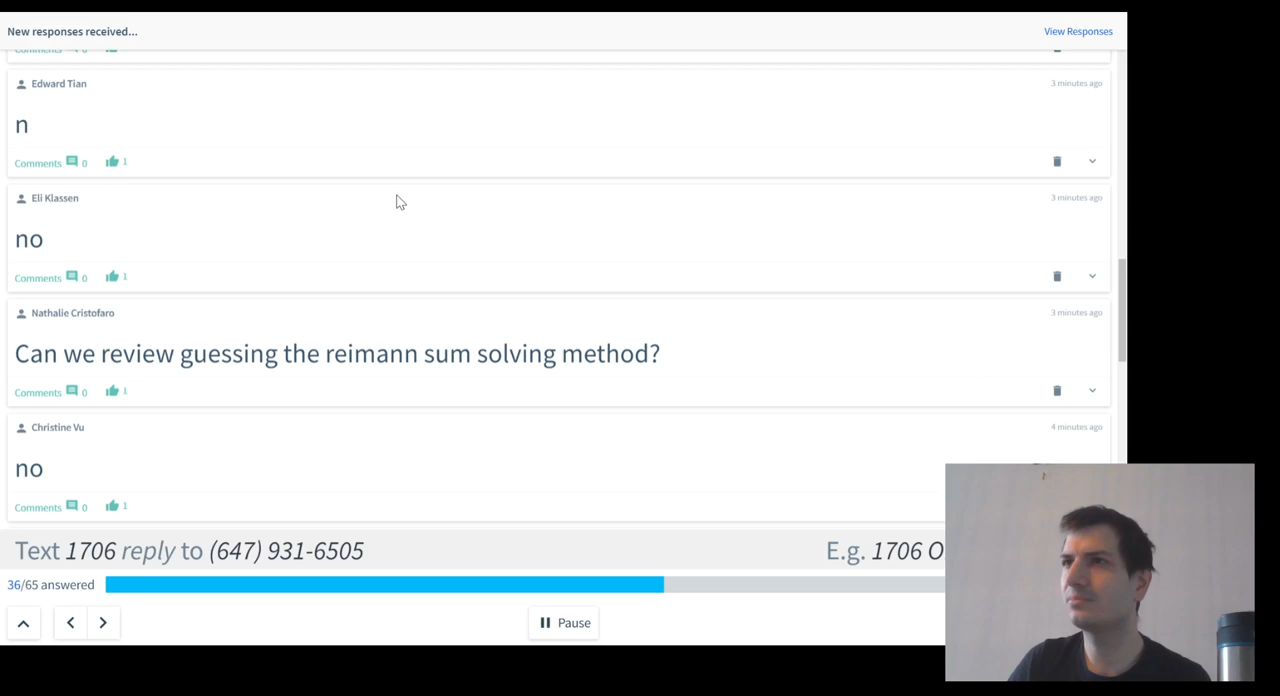 New responses received...
View Responses
Comments 0
Edward Tian
3 minutes ago
n
Comments 0 1
Eli Klassen
3 minutes ago
no
Comments 0 1
Nathalie Cristofaro
3 minutes ago
Can we review guessing the reimann sum solving method?
Comments 0 1
Christine Vu
4 minutes ago
no
Comments 0 1
Text 1706 reply to (647) 931-6505
E.g. 1706 O
36/65 answered
Pause